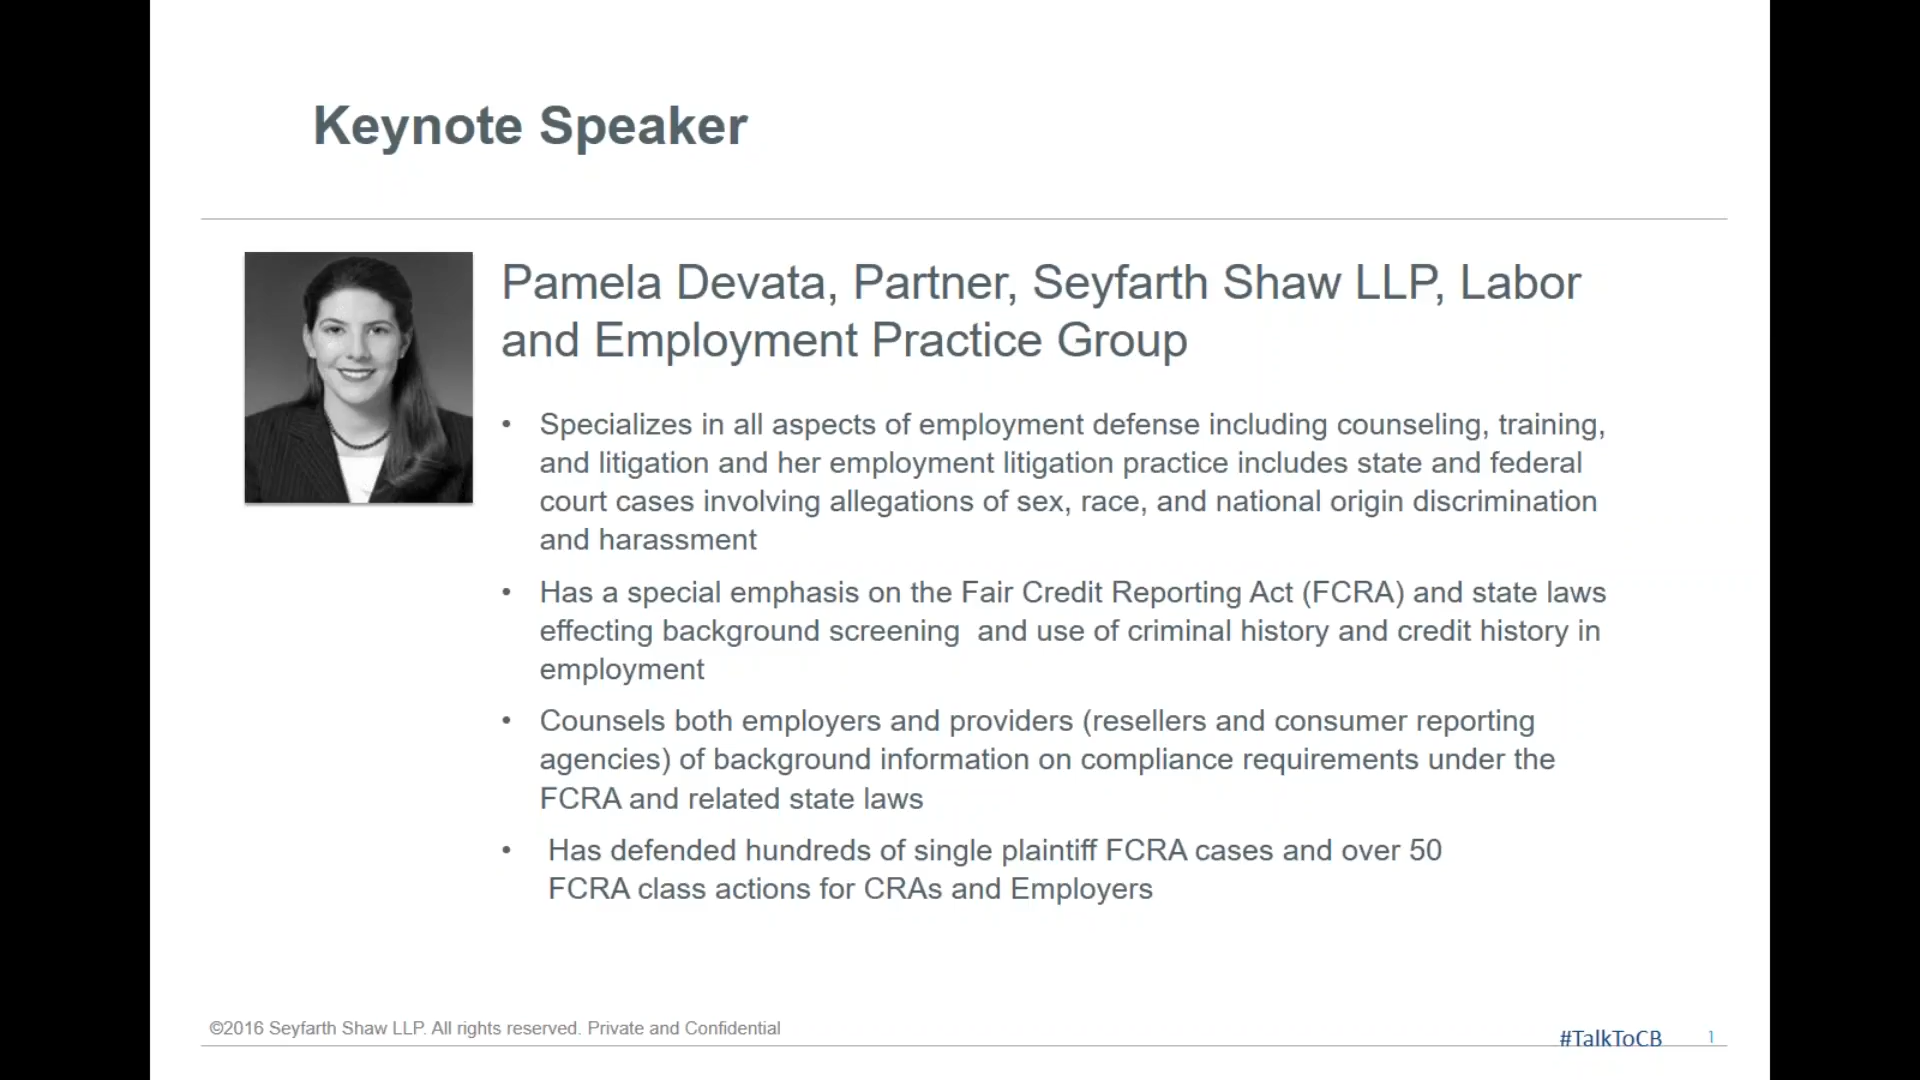 Keynote Speaker
Pamela Devata, Partner, Seyfarth Shaw LLP, Labor
and Employment Practice Group
• Specializes in all aspects of employment defense including counseling, training,
and litigation and her employment litigation practice includes state and federal
court cases involving allegations of sex, race, and national origin discrimination
and harassment
• Has a special emphasis on the Fair Credit Reporting Act (FCRA) and state laws
effecting background screening  and use of criminal history and credit history in
employment
• Counsels both employers and providers (resellers and consumer reporting
agencies) of background information on compliance requirements under the
FCRA and related state laws
• Has defended hundreds of single plaintiff FCRA cases and over 50
FCRA class actions for CRAs and Employers
©2016 Seyfarth Shaw LLP. All rights reserved. Private and Confidential
#TalkToCB 1